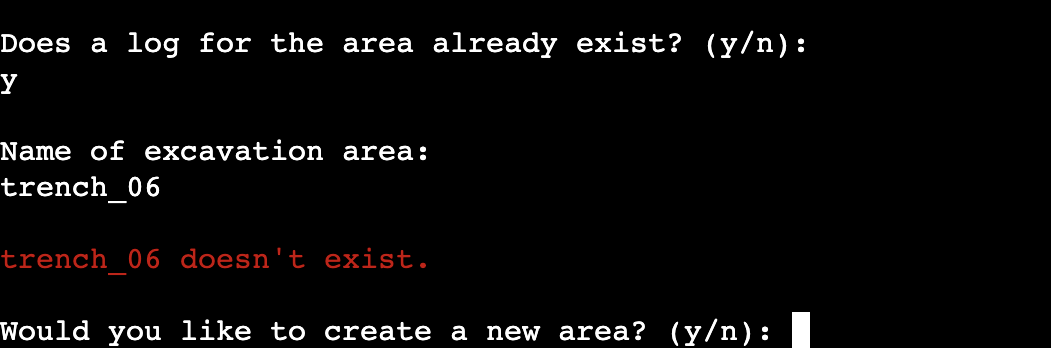 Does a log for the area already exist? (y/n):
y
Name of excavation area:
trench_06
trench_06 doesn't exist.
Would you like to create a new area? (y/n):